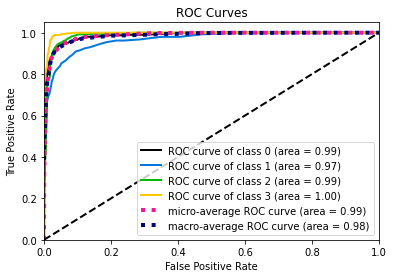 ROC Curves
True Positive Rate
1.0
0.8
0.6
0.4
0.2
0.0
ROC curve of class 0 (area = 0.99)
ROC curve of class 1 (area = 0.97)
ROC curve of class 2 (area = 0.99)
ROC curve of class 3 (area = 1.00)
micro-average ROC curve (area = 0.99)
macro-average ROC curve (area = 0.98)
0.0 0.2 0.4 0.6 0.8 1.0
False Positive Rate